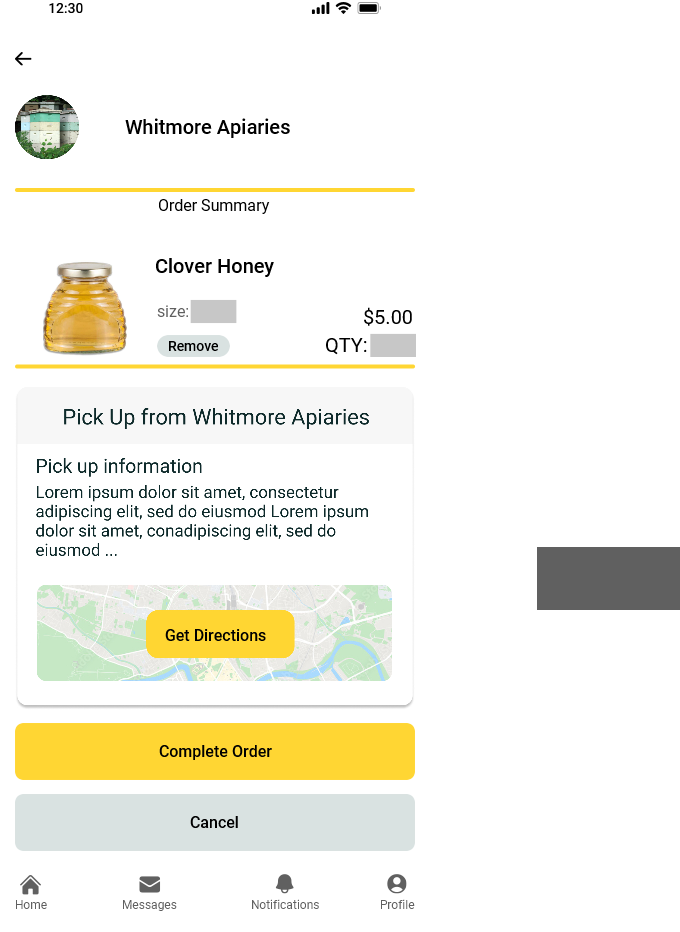 12:30
Whitmore Apiaries
Order Summary
Clover Honey
size:
$5.00
Remove
QTY:
Pick Up from Whitmore Apiaries
Pick up information
Lorem ipsum dolor sit amet, consectetur
adipiscing elit, sed do eiusmod Lorem ipsum
dolor sit amet, conadipiscing elit, sed do
eiusmod ...
Get Directions
Complete Order
Cancel
Home
Messages
Notifications
Profile